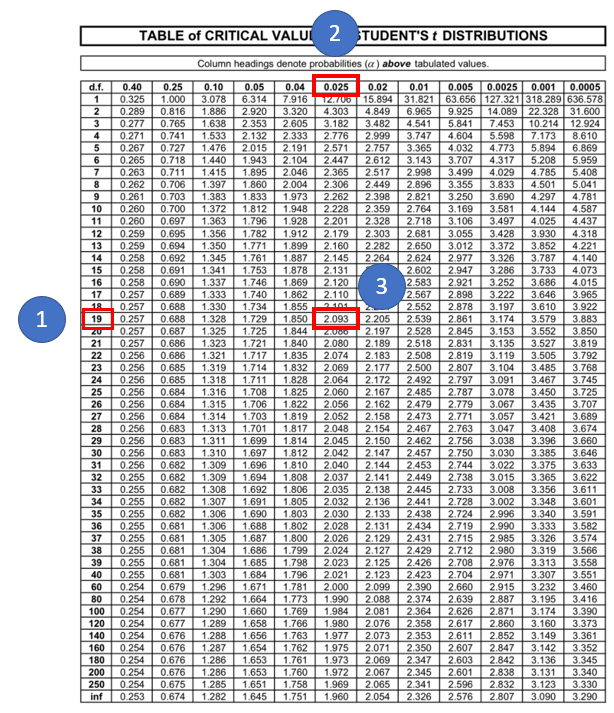 2
TABLE of CRITICAL STUDENT'S t DISTRIBUTIONS
Column headings denote probabilities (α) above tabulated values.
d.f. 0.40 0.25 0.10 0.05 0.04 0.025 0.02 0.01 0.005 0.0025 0.001 0.0005
1 0.325 1.000 3.078 6.314 7.916 12.706 15.894 31.821 63.656 127.321 318.289 636.578
2 0.289 0.816 1.886 2.920 3.320 4.303 4.849 6.965 9.925 14.089 22.328 31.600
3 0.277 0.765 1.638 2.353 2.605 3.182 3.482 4.541 5.841 7.453 10.214 12.924
4 0.271 0.741 1.533 2.132 2.333 2.776 2.999 3.747 4.604 5.598 7.173 8.610
5 0.267 0.727 1.476 2.015 2.191 2.571 2.757 3.365 4.032 4.773 5.894 6.869
6 0.265 0.718 1.440 1.943 2.104 2.447 2.612 3.143 3.707 4.317 5.208 5.959
7 0.263 0.711 1.415 1.895 2.046 2.365 2.517 2.998 3.499 4.029 4.785 5.408
8 0.262 0.706 1.397 1.860 2.004 2.306 2.449 2.896 3.355 3.833 4.501 5.041
9 0.261 0.703 1.383 1.833 1.973 2.262 2.398 2.821 3.250 3.690 4.297 4.781
10 0.260 0.700 1.372 1.812 1.948 2.228 2.359 2.764 3.169 3.581 4.144 4.587
11 0.260 0.697 1.363 1.796 1.928 2.201 2.328 2.718 3.106 3.497 4.025 4.437
12 0.259 0.695 1.356 1.782 1.912 2.179 2.303 2.681 3.055 3.428 3.930 4.318
13 0.259 0.694 1.350 1.771 1.899 2.160 2.282 2.650 3.012 3.372 3.852 4.221
14 0.258 0.692 1.345 1.761 1.887 2.145 2.264 2.624 2.977 3.326 3.787 4.140
15 0.258 0.691 1.341 1.753 1.878 2.131 2.602 2.947 3.286 3.733 4.073
16 0.258 0.690 1.337 1.746 1.869 2.120 3 2.583 2.921 3.252 3.686 4.015
17 0.257 0.689 1.333 1.740 1.862 2.110 2.567 2.898 3.222 3.646 3.965
18 0.257 0.688 1.330 1.734 1.855 2.101 2.552 2.878 3.197 3.610 3.922
1 19 0.257 0.688 1.328 1.729 1.850 2.093 2.205 2.539 2.861 3.174 3.579 3.883
20 0.257 0.687 1.325 1.725 1.844 2.086 2.197 2.528 2.845 3.153 3.552 3.850
21 0.257 0.686 1.323 1.721 1.840 2.080 2.189 2.518 2.831 3.135 3.527 3.819
22 0.256 0.686 1.321 1.717 1.835 2.074 2.183 2.508 2.819 3.119 3.505 3.792
23 0.256 0.685 1.319 1.714 1.832 2.069 2.177 2.500 2.807 3.104 3.485 3.768
24 0.256 0.685 1.318 1.711 1.828 2.064 2.172 2.492 2.797 3.091 3.467 3.745
25 0.256 0.684 1.316 1.708 1.825 2.060 2.167 2.485 2.787 3.078 3.450 3.725
26 0.256 0.684 1.315 1.706 1.822 2.056 2.162 2.479 2.779 3.067 3.435 3.707
27 0.256 0.684 1.314 1.703 1.819 2.052 2.158 2.473 2.771 3.057 3.421 3.689
28 0.256 0.683 1.313 1.701 1.817 2.048 2.154 2.467 2.763 3.047 3.408 3.674
29 0.256 0.683 1.311 1.699 1.814 2.045 2.150 2.462 2.756 3.038 3.396 3.660
30 0.256 0.683 1.310 1.697 1.812 2.042 2.147 2.457 2.750 3.030 3.385 3.646
31 0.256 0.682 1.309 1.696 1.810 2.040 2.144 2.453 2.744 3.022 3.375 3.633
32 0.255 0.682 1.309 1.694 1.808 2.037 2.141 2.449 2.738 3.015 3.365 3.622
33 0.255 0.682 1.308 1.692 1.806 2.035 2.138 2.445 2.733 3.008 3.356 3.611
34 0.255 0.682 1.307 1.691 1.805 2.032 2.136 2.441 2.728 3.002 3.348 3.601
35 0.255 0.682 1.306 1.690 1.803 2.030 2.133 2.438 2.724 2.996 3.340 3.591
36 0.255 0.681 1.306 1.688 1.802 2.028 2.131 2.434 2.719 2.990 3.333 3.582
37 0.255 0.681 1.305 1.687 1.800 2.026 2.129 2.431 2.715 2.985 3.326 3.574
38 0.255 0.681 1.304 1.686 1.799 2.024 2.127 2.429 2.712 2.980 3.319 3.566
39 0.255 0.681 1.304 1.685 1.798 2.023 2.125 2.426 2.708 2.976 3.313 3.558
40 0.255 0.681 1.303 1.684 1.796 2.021 2.123 2.423 2.704 2.971 3.307 3.551
60 0.254 0.679 1.296 1.671 1.781 2.000 2.099 2.390 2.660 2.915 3.232 3.460
80 0.254 0.678 1.292 1.664 1.773 1.990 2.088 2.374 2.639 2.887 3.195 3.416
100 0.254 0.677 1.290 1.660 1.769 1.984 2.081 2.364 2.626 2.871 3.174 3.390
120 0.254 0.677 1.289 1.658 1.766 1.980 2.076 2.358 2.617 2.860 3.160 3.373
140 0.254 0.676 1.288 1.656 1.763 1.977 2.073 2.353 2.611 2.852 3.149 3.361
160 0.254 0.676 1.287 1.654 1.762 1.975 2.071 2.350 2.607 2.847 3.142 3.352
180 0.254 0.676 1.286 1.653 1.761 1.973 2.069 2.347 2.603 2.842 3.136 3.345
200 0.254 0.676 1.286 1.653 1.760 1.972 2.067 2.345 2.601 2.838 3.131 3.340
250 0.254 0.675 1.285 1.651 1.758 1.969 2.065 2.341 2.596 2.832 3.123 3.330
inf 0.253 0.674 1.282 1.645 1.751 1.960 2.054 2.326 2.576 2.807 3.090 3.290